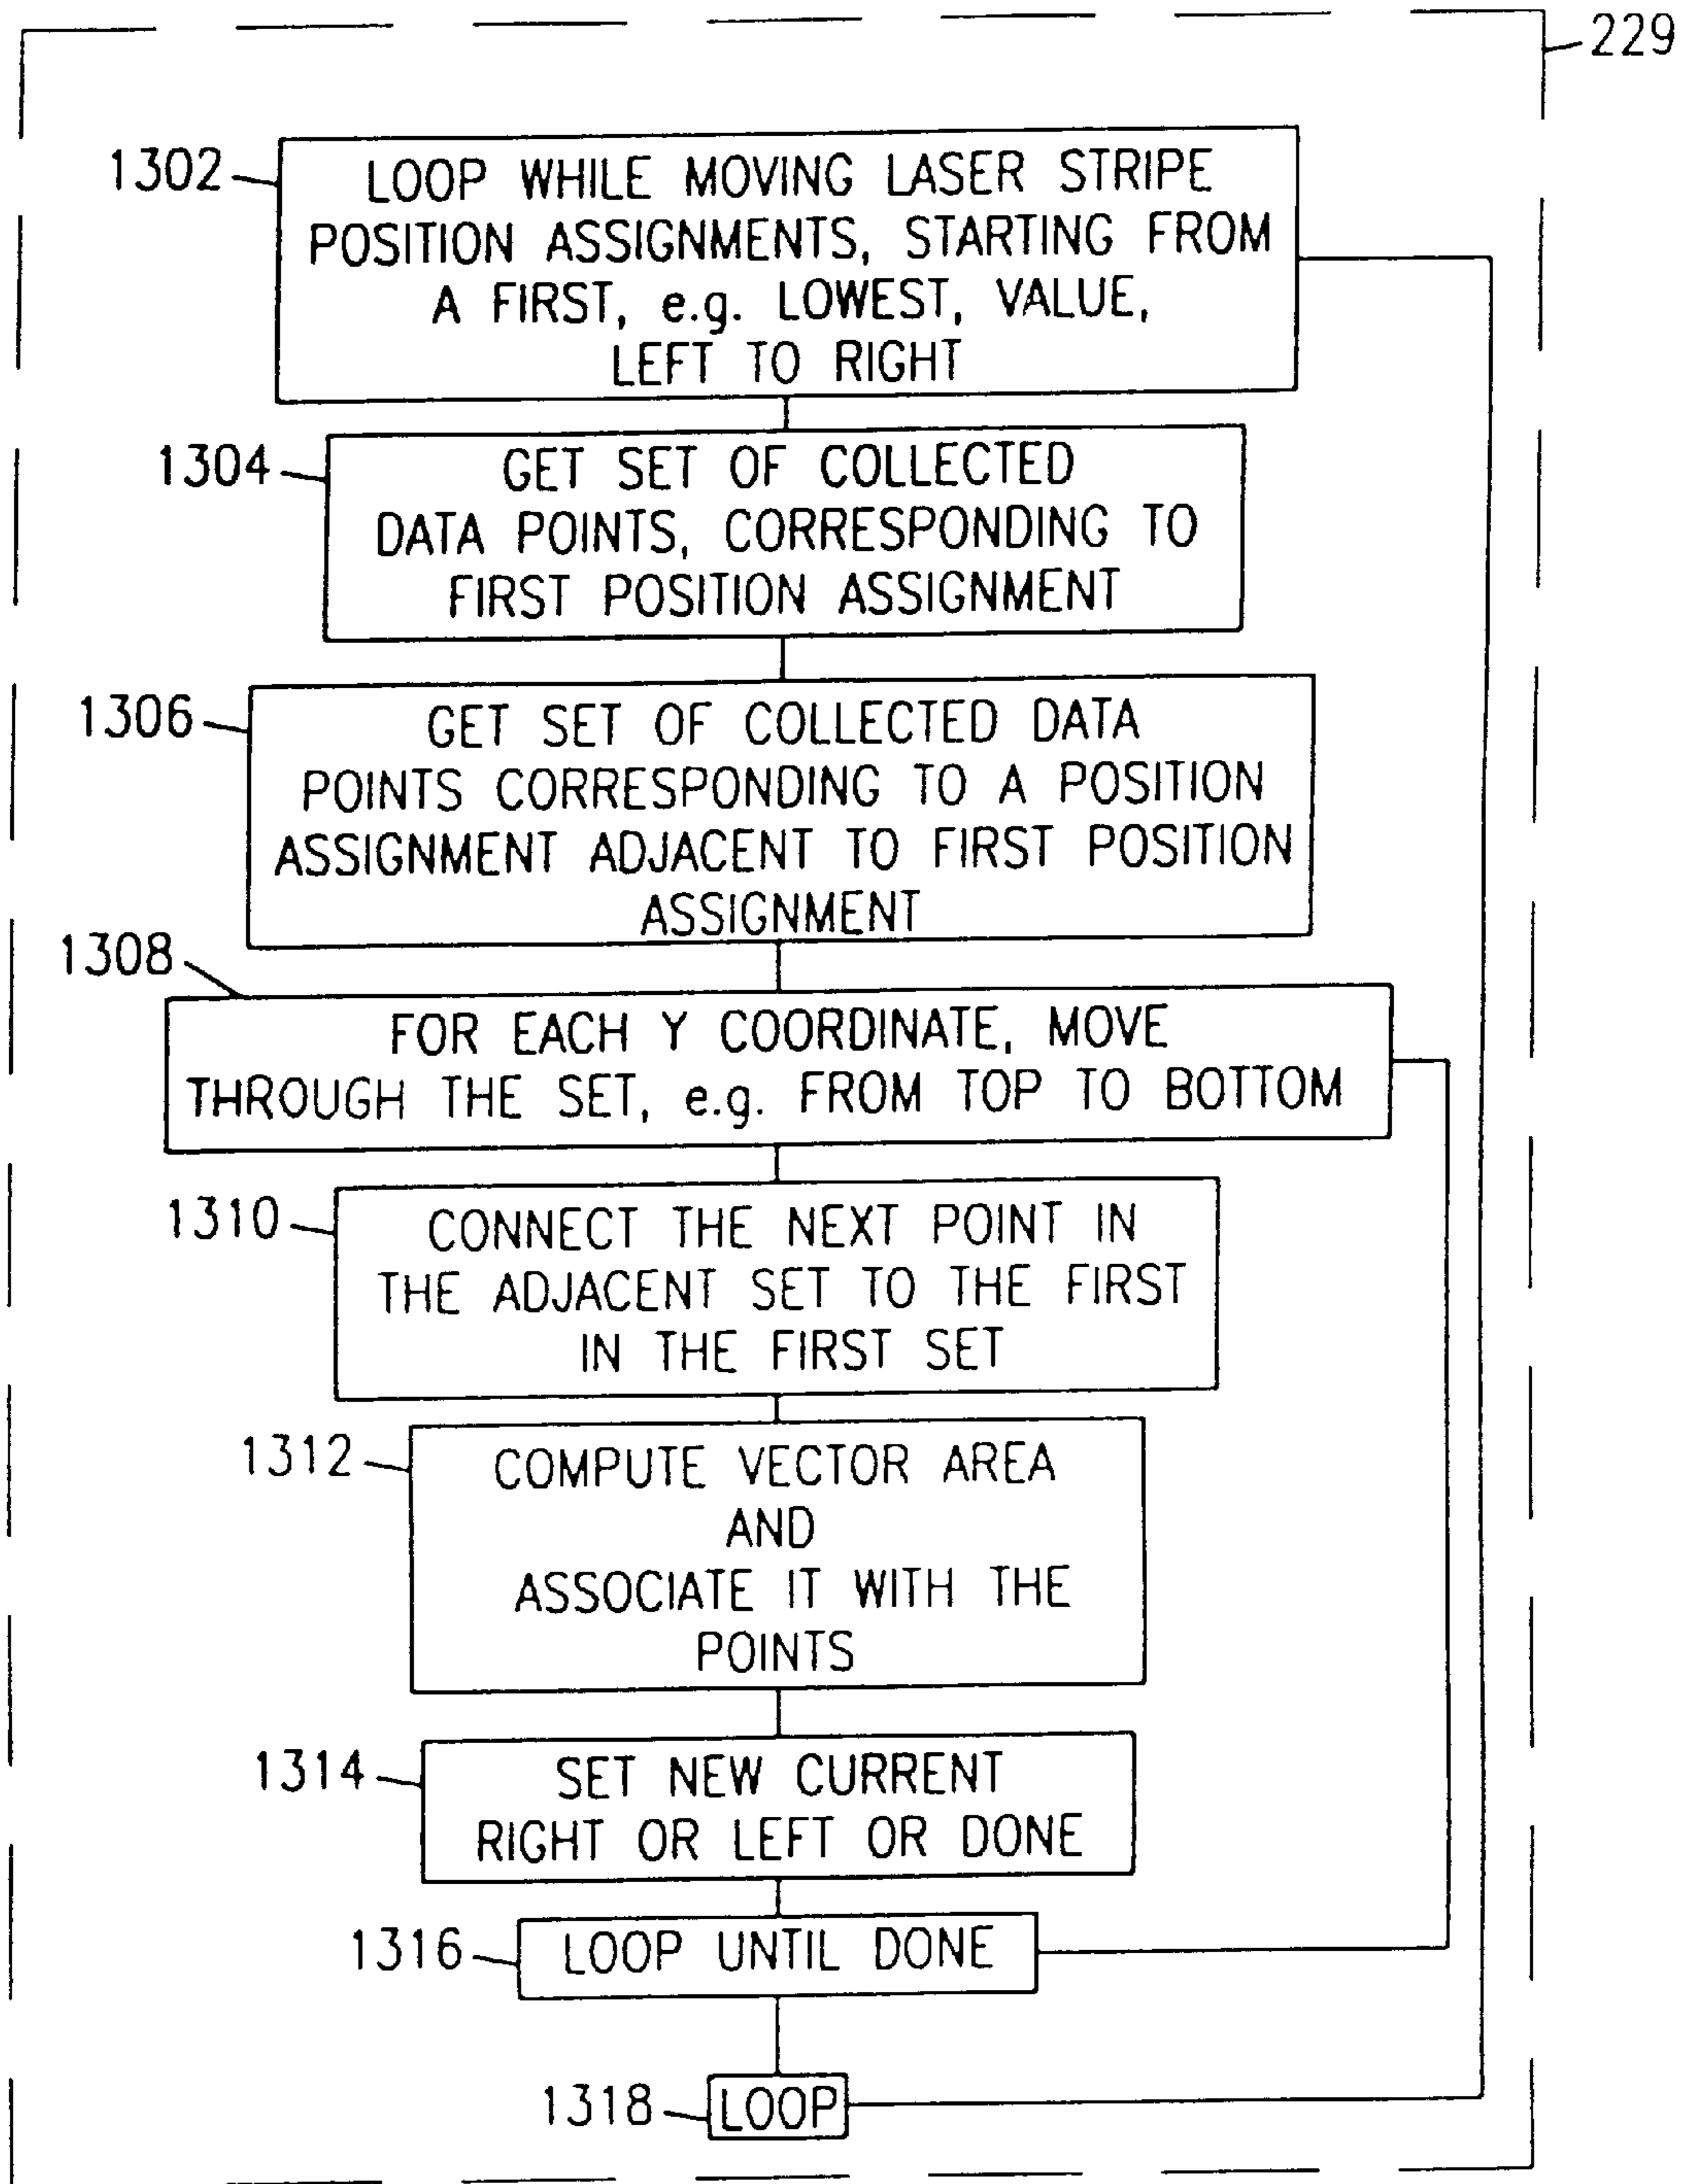 229
1302
LOOP WHILE MOVING LASER STRIPE
POSITION ASSIGNMENTS, STARTING FROM
A FIRST, e.g. LOWEST, VALUE,
LEFT TO RIGHT
1304
GET SET OF COLLECTED
DATA POINTS, CORRESPONDING TO
FIRST POSITION ASSIGNMENT
1306
GET SET OF COLLECTED DATA
POINTS CORRESPONDING TO A POSITION
ASSIGNMENT ADJACENT TO FIRST POSITION
ASSIGNMENT
1308
FOR EACH Y COORDINATE, MOVE
THROUGH THE SET, e.g. FROM TOP TO BOTTOM
1310
CONNECT THE NEXT POINT IN
THE ADJACENT SET TO THE FIRST
IN THE FIRST SET
1312
COMPUTE VECTOR AREA
AND
ASSOCIATE IT WITH THE
POINTS
1314
SET NEW CURRENT
RIGHT OR LEFT OR DONE
1316
LOOP UNTIL DONE
1318
LOOP